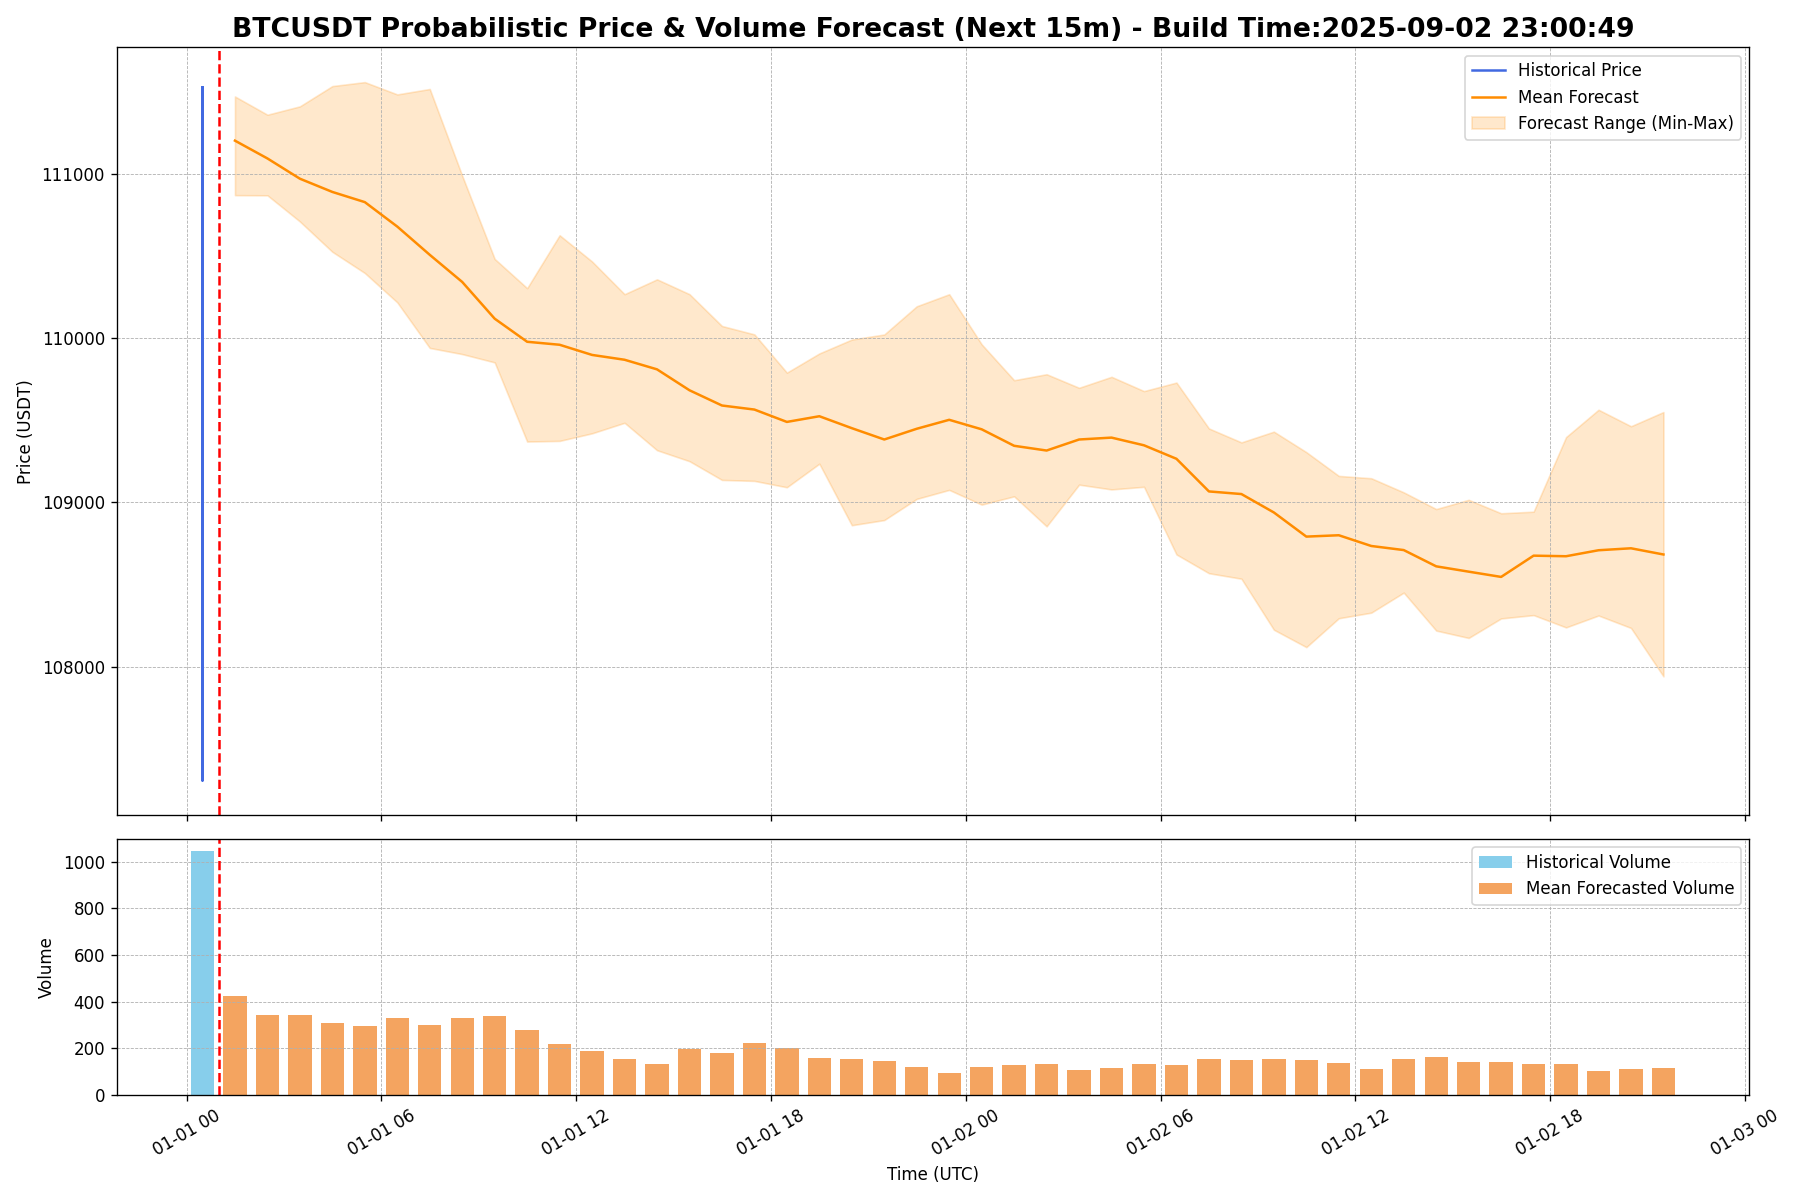 BTCUSDT Probabilistic Price & Volume Forecast (Next 15m) - Build Time:2025-09-02 23:00:49
Historical Price
Mean Forecast
Forecast Range (Min-Max)
111000
110000
109000
108000
Price (USDT)
Historical Volume
Mean Forecasted Volume
1000
800
600
400
200
0
Volume
01-01 00
01-01 06
01-01 12
01-01 18
01-02 00
01-02 06
01-02 12
01-02 18
01-03 00
Time (UTC)